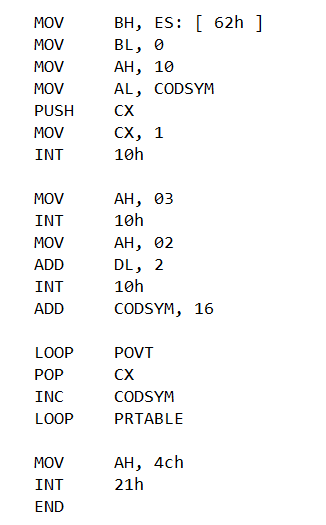 MOV BH, ES: [ 62h ]
MOV BL, 0
MOV AH, 10
MOV AL, CODSYM
PUSH CX
MOV CX, 1
INT 10h
MOV AH, 03
INT 10h
MOV AH, 02
ADD DL, 2
INT 10h
ADD CODSYM, 16
LOOP POVT
POP CX
INC CODSYM
LOOP PRTABLE
MOV AH, 4ch
INT 21h
END